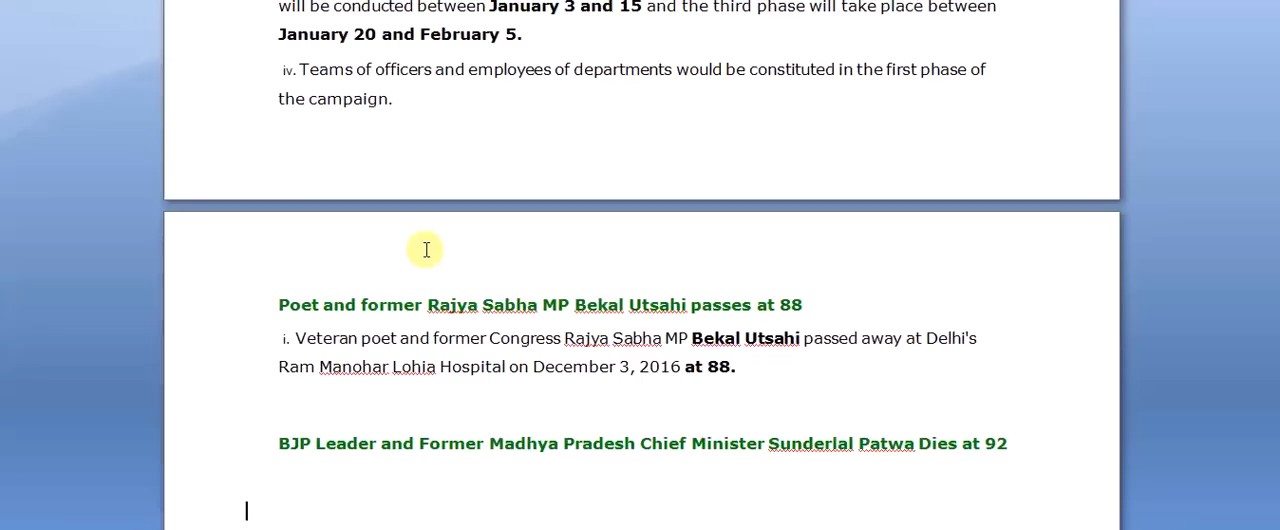 will be conducted between January 3 and 15 and the third phase will take place between
January 20 and February 5.
iv. Teams of officers and employees of departments would be constituted in the first phase of
the campaign.
Poet and former Rajya Sabha MP Bekal Utsahi passes at 88
i. Veteran poet and former Congress Rajya Sabha MP Bekal Utsahi passed away at Delhi's
Ram Manohar Lohia Hospital on December 3, 2016 at 88.
BJP Leader and Former Madhya Pradesh Chief Minister Sunderlal Patwa Dies at 92